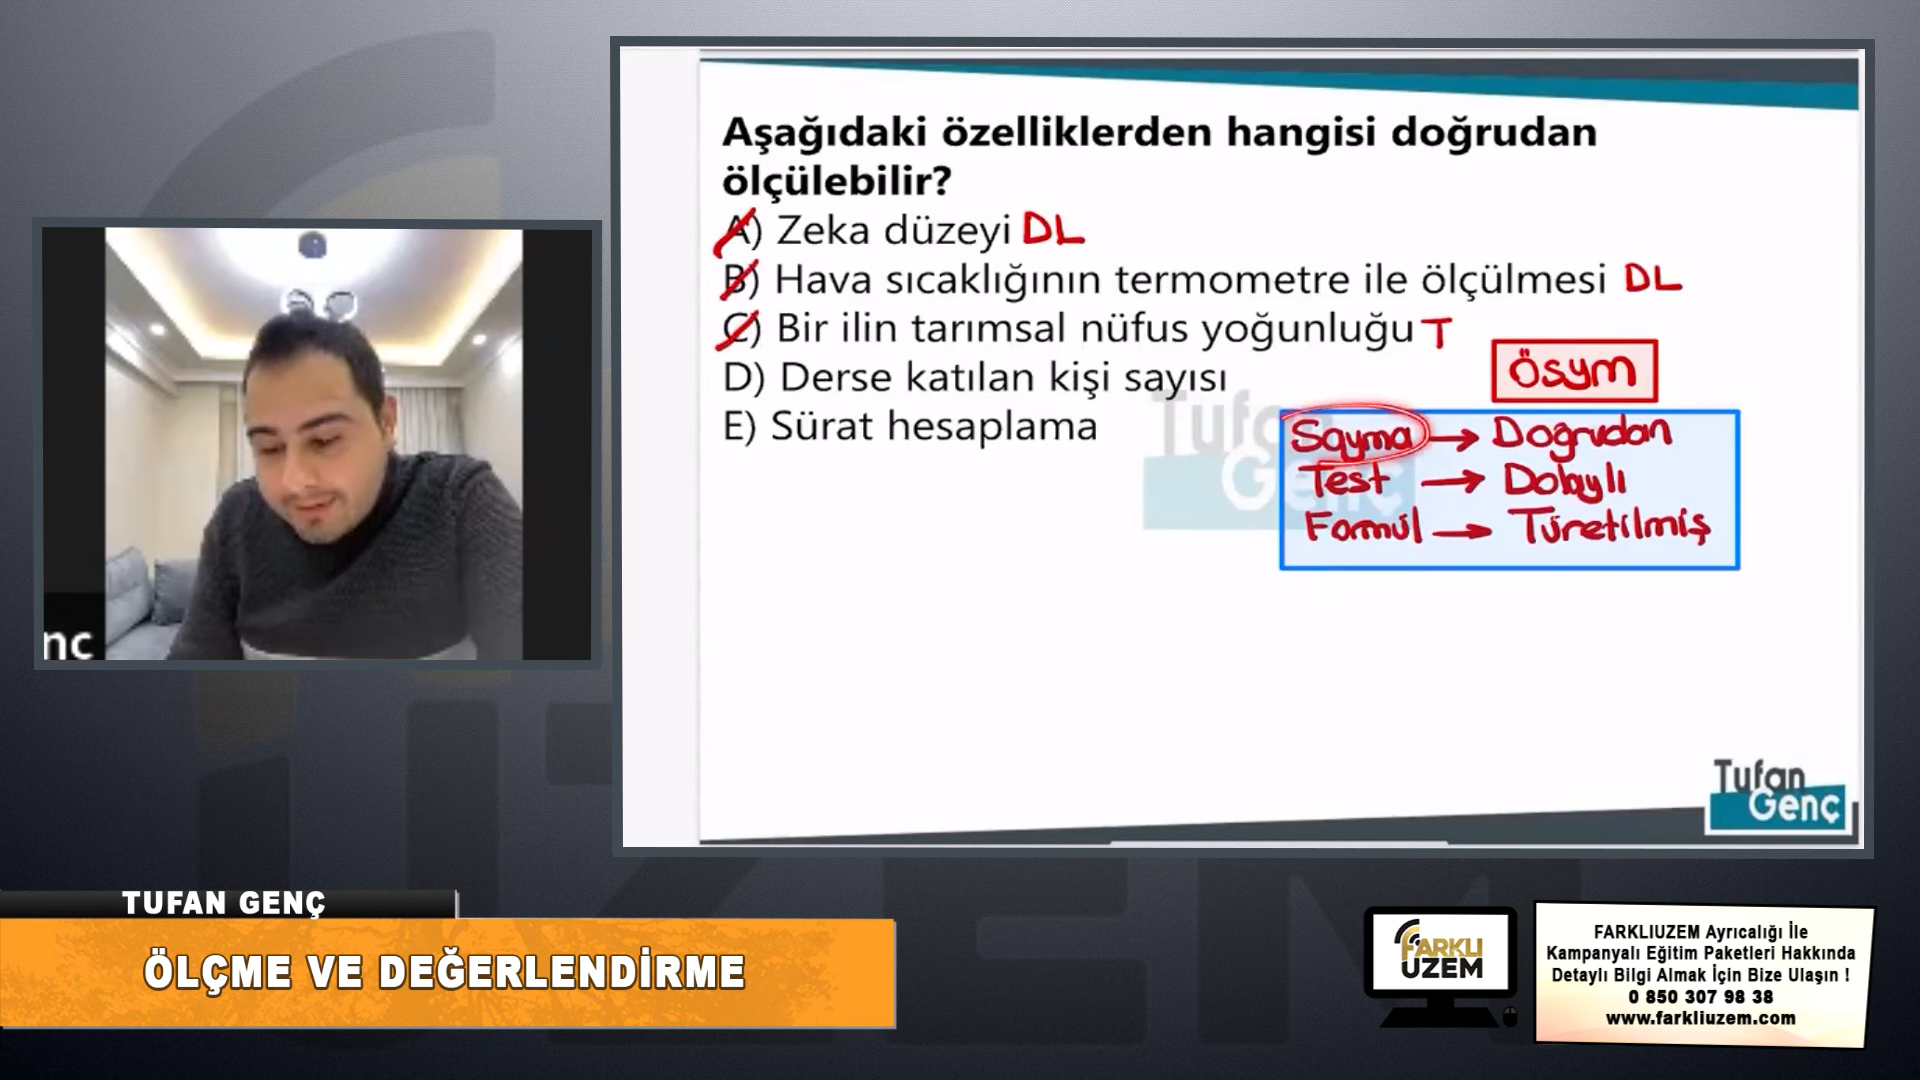 Aşağıdaki özelliklerden hangisi doğrudan
ölçülebilir?
A) Zeka düzeyi DL
B) Hava sıcaklığının termometre ile ölçülmesi DL
C) Bir ilin tarımsal nüfus yoğunluğu T
D) Derse katılan kişi sayısı
E) Sürat hesaplama
ÖSYM
Sayma → Doğrudan
Test → Dolaylı
Formül → Türetilmiş
Tufan
Genç
Tufan
Genç
nç
TUFAN GENÇ
ÖLÇME VE DEĞERLENDİRME
FARKLI
UZEM
FARKLIUZEM Ayrıcalığı İle
Kampanyalı Eğitim Paketleri Hakkında
Detaylı Bilgi Almak İçin Bize Ulaşın !
0 850 307 98 38
www.farkliuzem.com